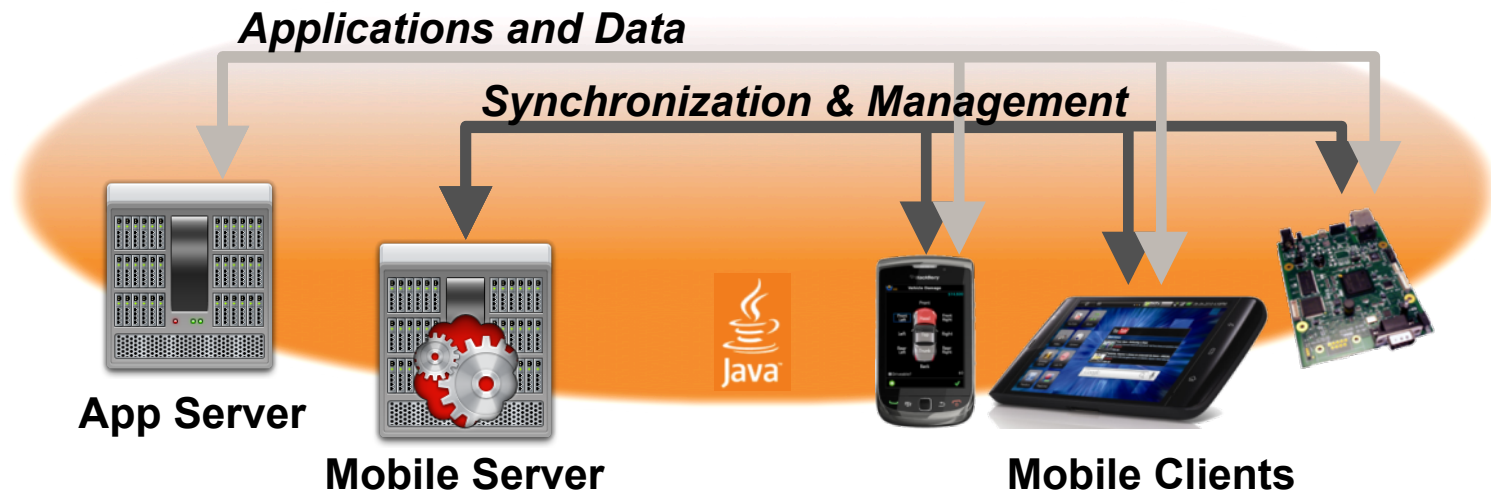 Applications and Data
Synchronization & Management
Java
App Server
Mobile Server
Mobile Clients